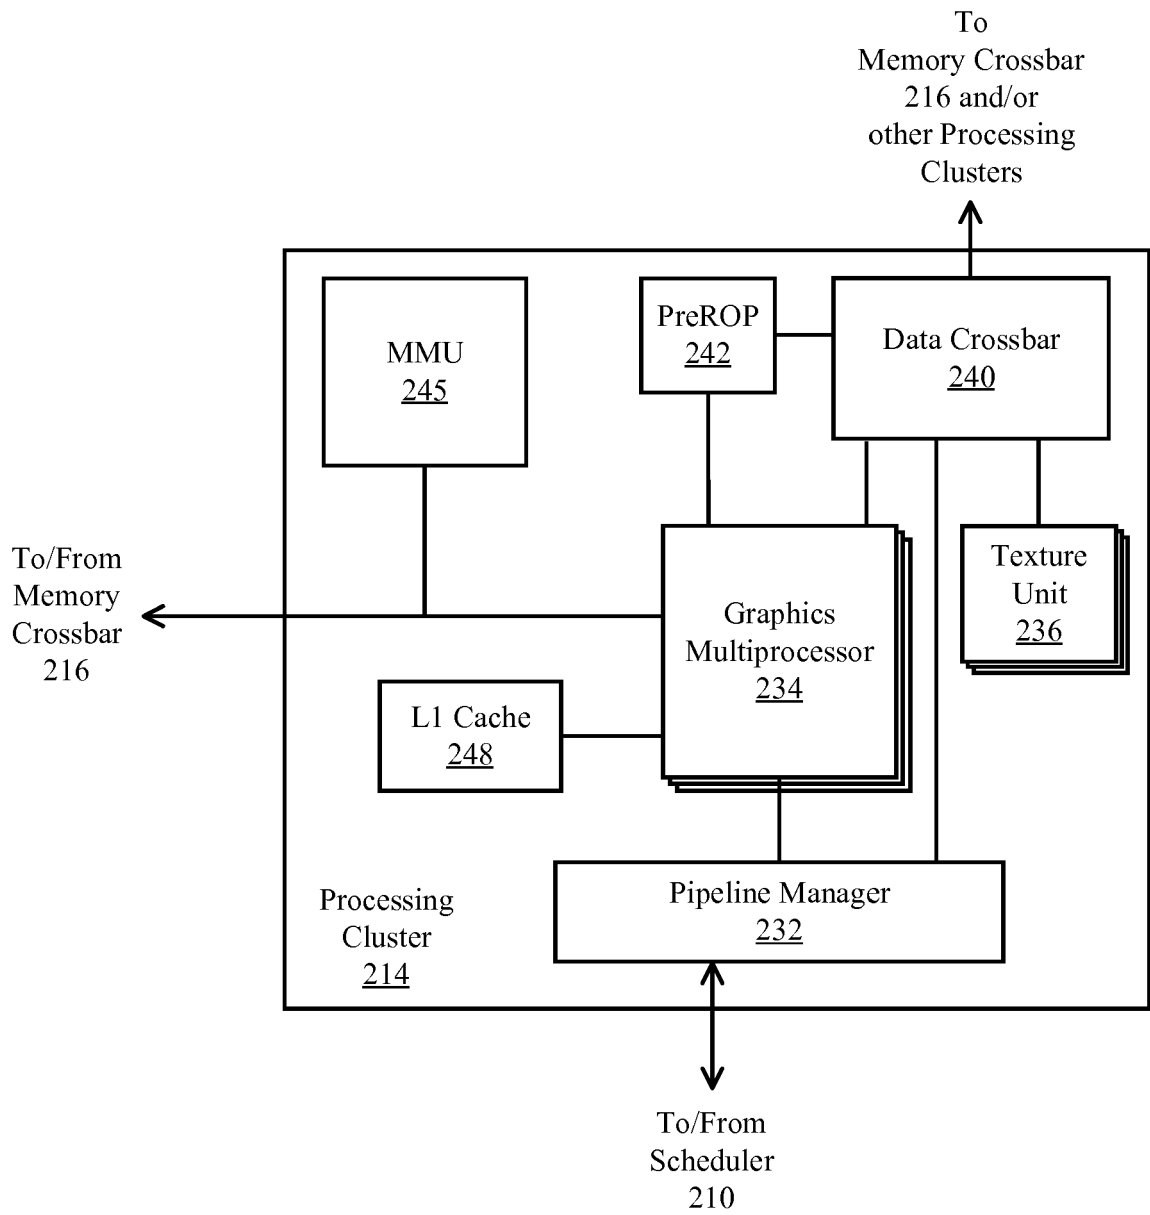 To
Memory Crossbar
216 and/or
other Processing
Clusters
MMU
245
PreROP
242
Data Crossbar
240
To/From
Memory
Crossbar
216
Graphics
Multiprocessor
234
Texture
Unit
236
L1 Cache
248
Processing
Cluster
214
Pipeline Manager
232
To/From
Scheduler
210